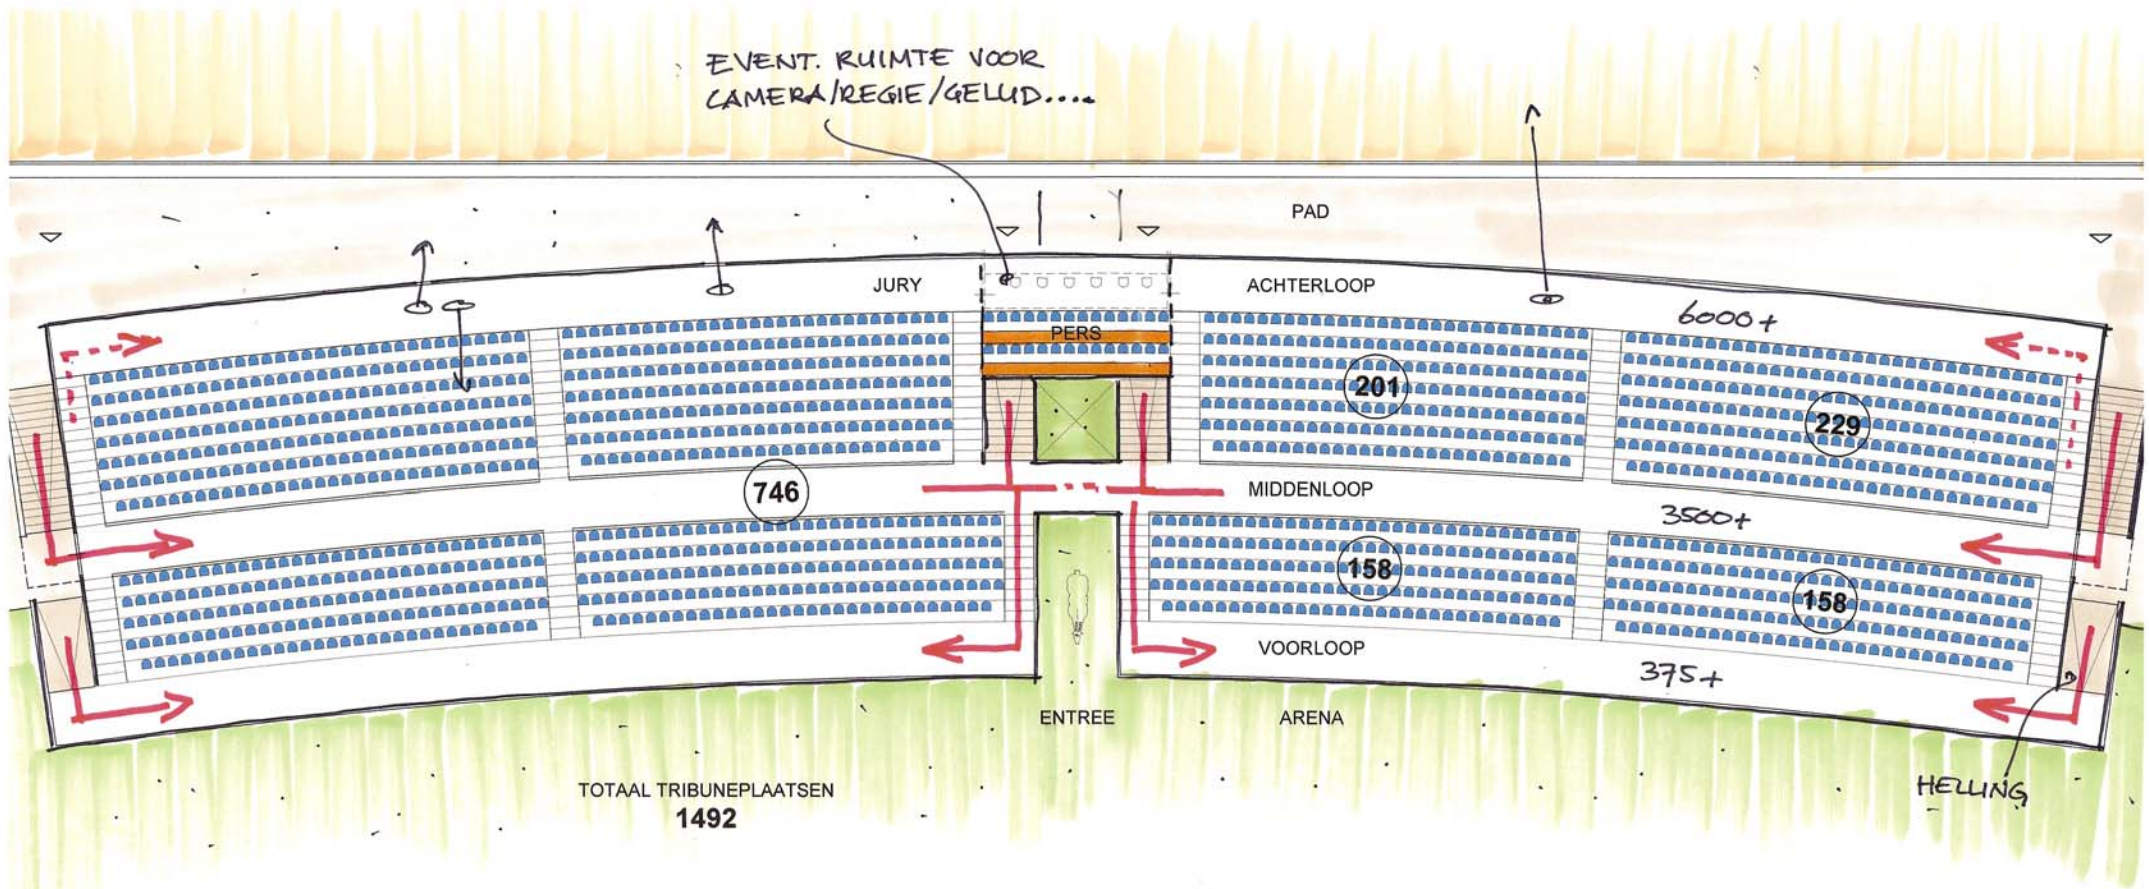 EVENT. RUIMTE VOOR
CAMERA/REGIE/GELUID....
PAD
JURY
ACHTERLOOP
6000+
PERS
201
229
746
MIDDENLOOP
3500+
158
158
VOORLOOP
375+
ENTREE
ARENA
HELLING
TOTAAL TRIBUNEPLAATSEN
1492